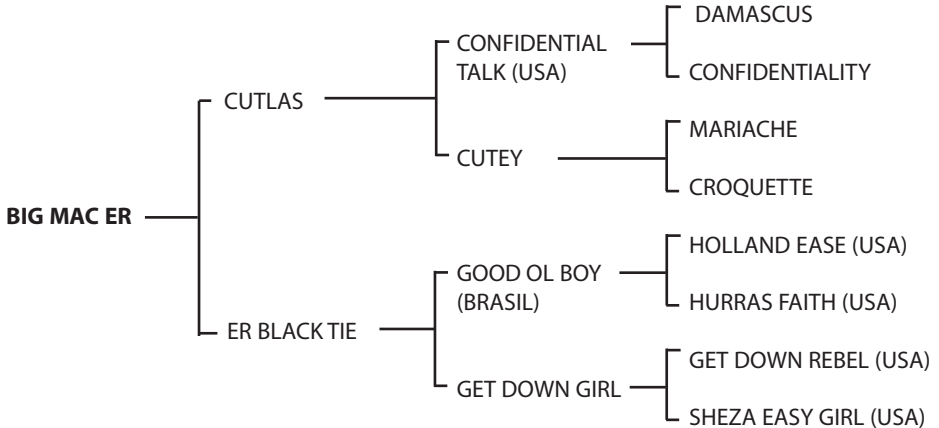 DAMASCUS
CONFIDENTIAL
TALK (USA)
CONFIDENTIALITY
CUTLAS
MARIACHE
CUTEY
CROQUETTE
BIG MAC ER
HOLLAND EASE (USA)
GOOD OL BOY
(BRASIL)
HURRAS FAITH (USA)
ER BLACK TIE
GET DOWN REBEL (USA)
GET DOWN GIRL
SHEZA EASY GIRL (USA)